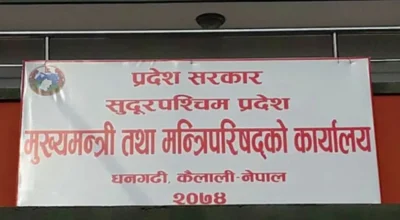 प्रदेश सरकार
सुदूरपश्चिम प्रदेश
मुख्यमन्त्री तथा मन्त्रिपरिषद्को कार्यालय
धनगढी, कैलाली-नेपाल
२०७४